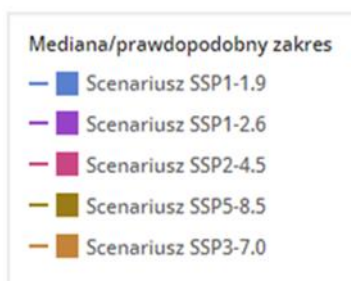 Mediana/prawdopodobny zakres
Scenariusz SSP1-1.9
Scenariusz SSP1-2.6
Scenariusz SSP2-4.5
Scenariusz SSP5-8.5
Scenariusz SSP3-7.0